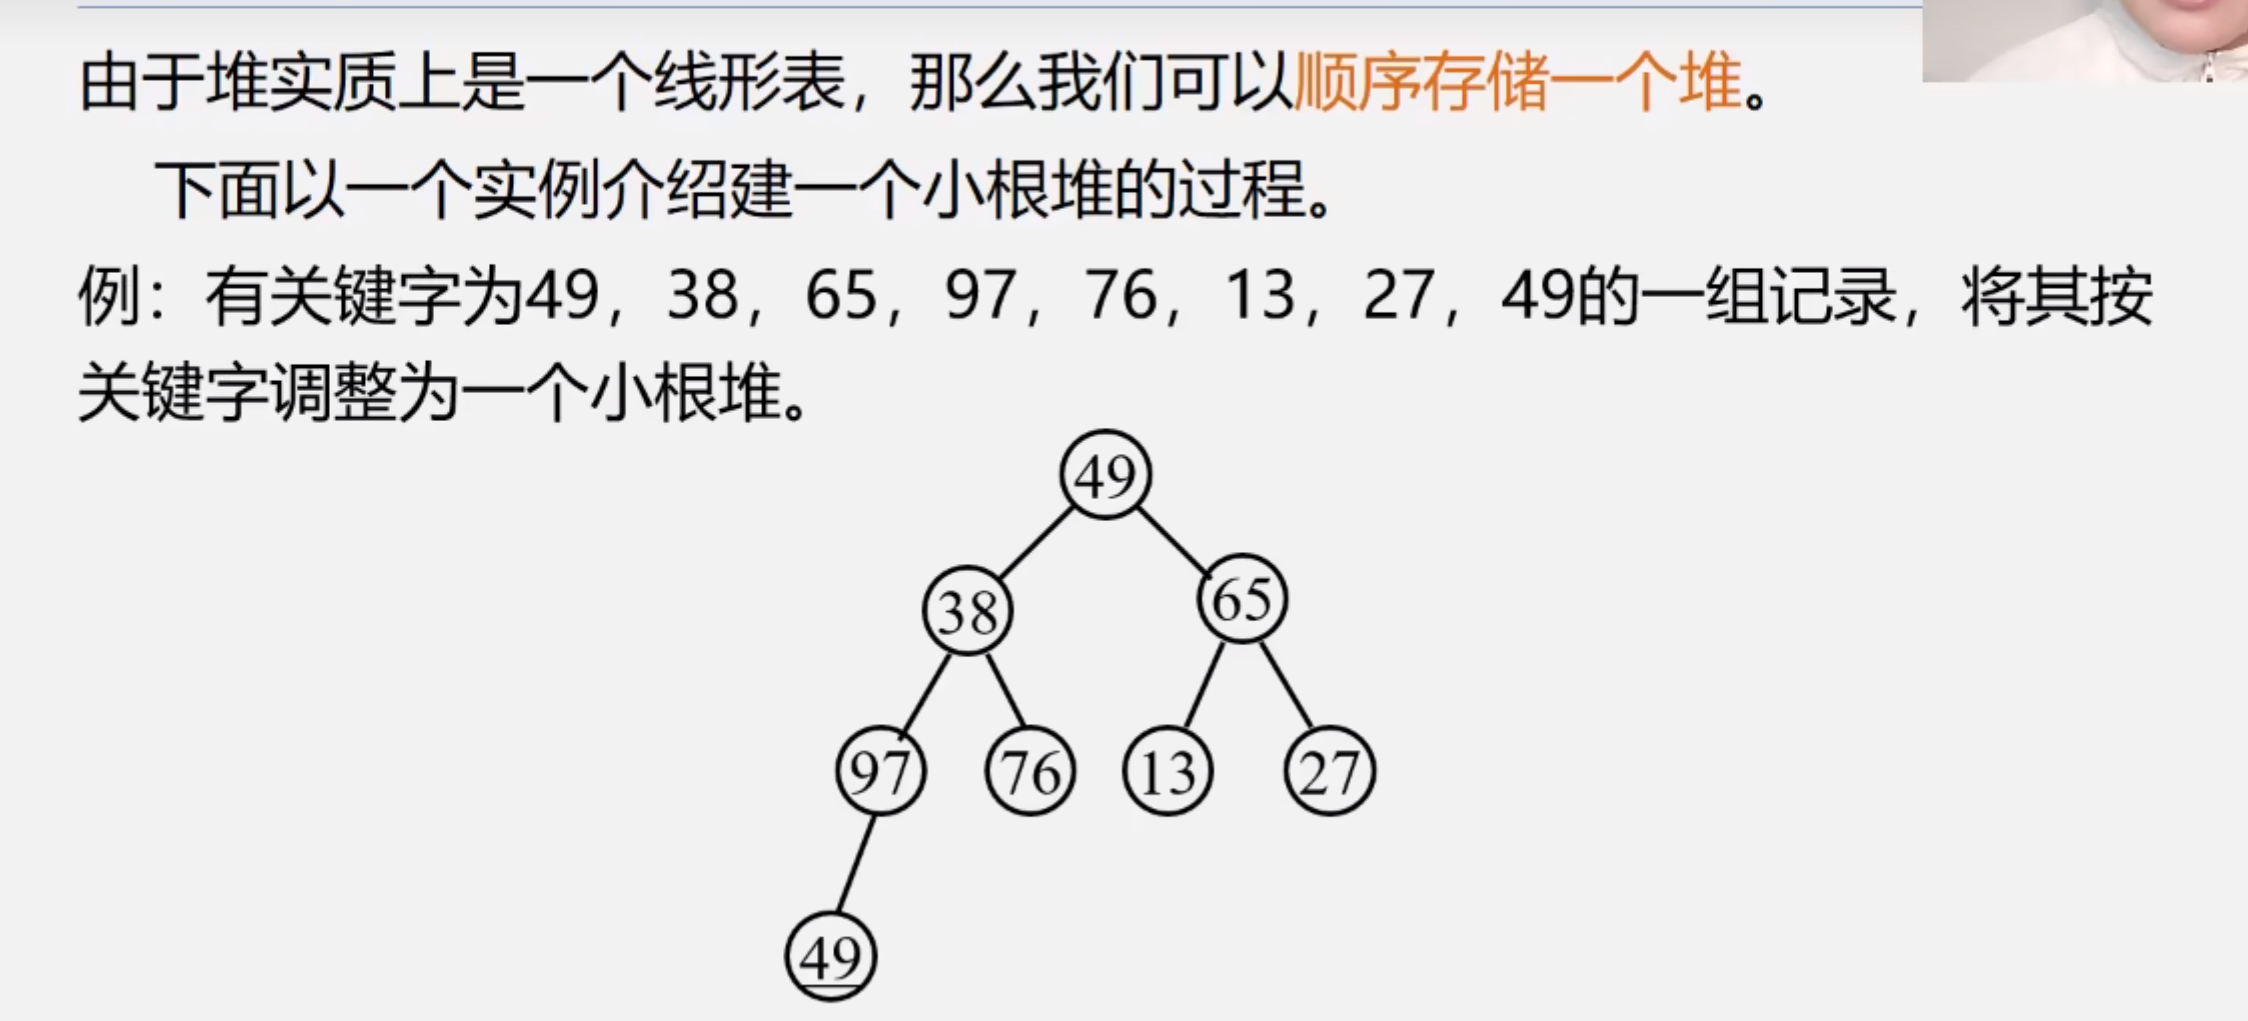 由于堆实质上是一个线形表，那么我们可以顺序存储一个堆。
下面以一个实例介绍建一个小根堆的过程。
例：有关键字为49，38，65，97，76，13，27，49的一组记录，将其按
关键字调整为一个小根堆。
49
38
65
97
76
13
27
49